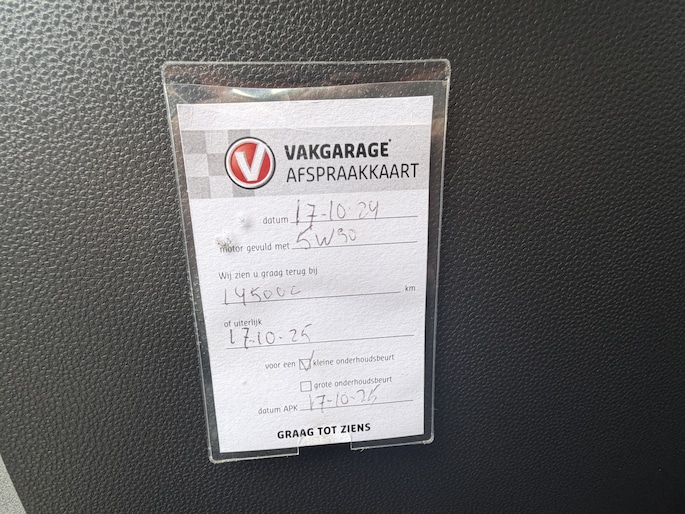 V VAKGARAGE®
AFSPRAAKKAART
datum 17-10-24
motor gevuld met 5W30
Wij zien u graag terug bij
145000 km
of uiterlijk
17-10-25
voor een kleine onderhoudsbeurt
grote onderhoudsbeurt
datum APK 17-10-25
GRAAG TOT ZIENS